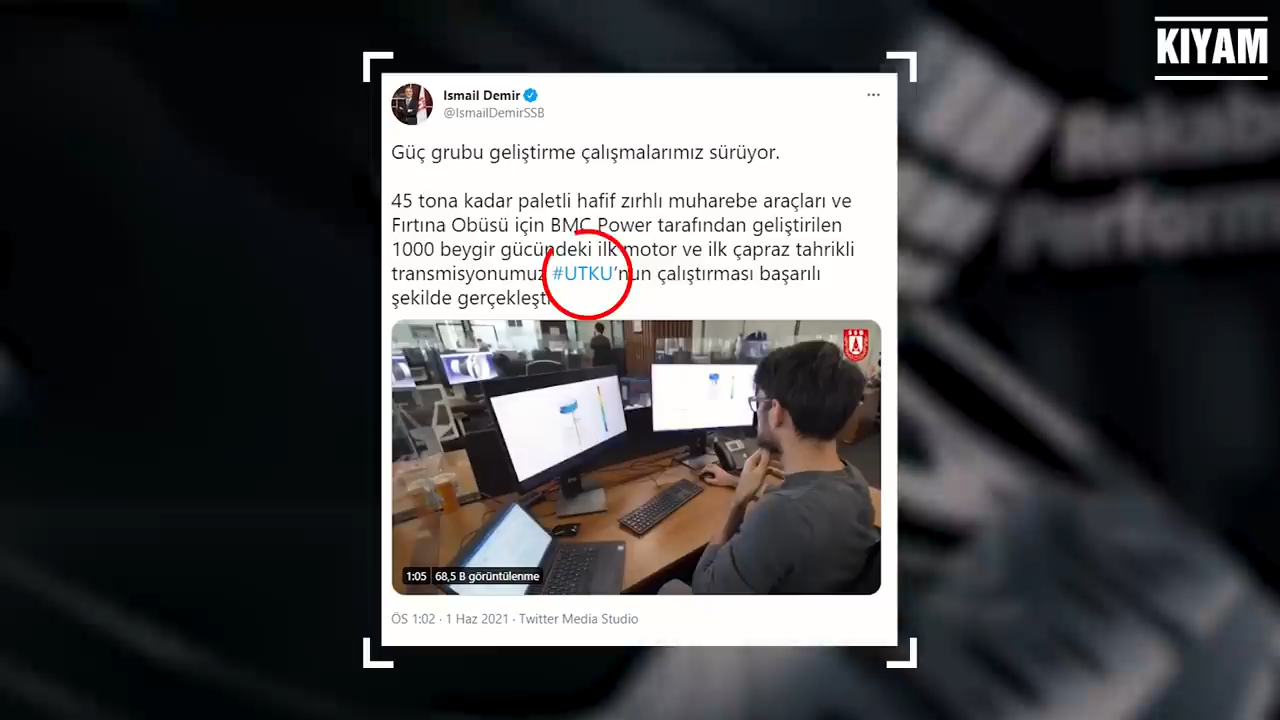 KIYAM
Ismail Demir
@IsmailDemirSSB
Güç grubu geliştirme çalışmalarımız sürüyor.
45 tona kadar paletli hafif zırhlı muharebe araçları ve
Fırtına Obüsü için BMC Power tarafından geliştirilen
1000 beygir gücündeki ilk motor ve ilk çapraz tahrikli
transmisyonumuz #UTKU'nun çalıştırması başarılı
şekilde gerçekleşti
1:05 68,5 B görüntülenme
ÖS 1:02 · 1 Haz 2021 · Twitter Media Studio